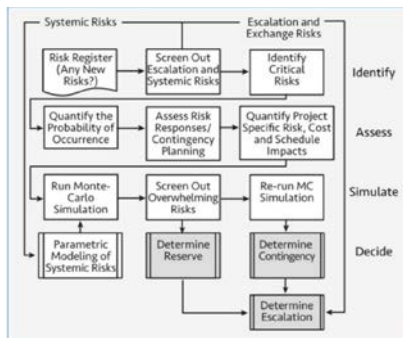 Systemic Risks
Escalation and
Exchange Risks
Risk Register
(Any New
Risks?)
Screen Out
Escalation and
Systemic Risks
Identify
Critical
Risks
Identify
Quantify the
Probability of
Occurrence
Assess Risk
Responses/
Contingency
Planning
Quantify Project
Specific Risk, Cost
and Schedule
Impacts
Assess
Run Monte-
Carlo
Simulation
Screen Out
Overwhelming
Risks
Re-run MC
Simulation
Simulate
Parametric
Modeling of
Systemic Risks
Determine
Reserve
Determine
Contingency
Decide
Determine
Escalation